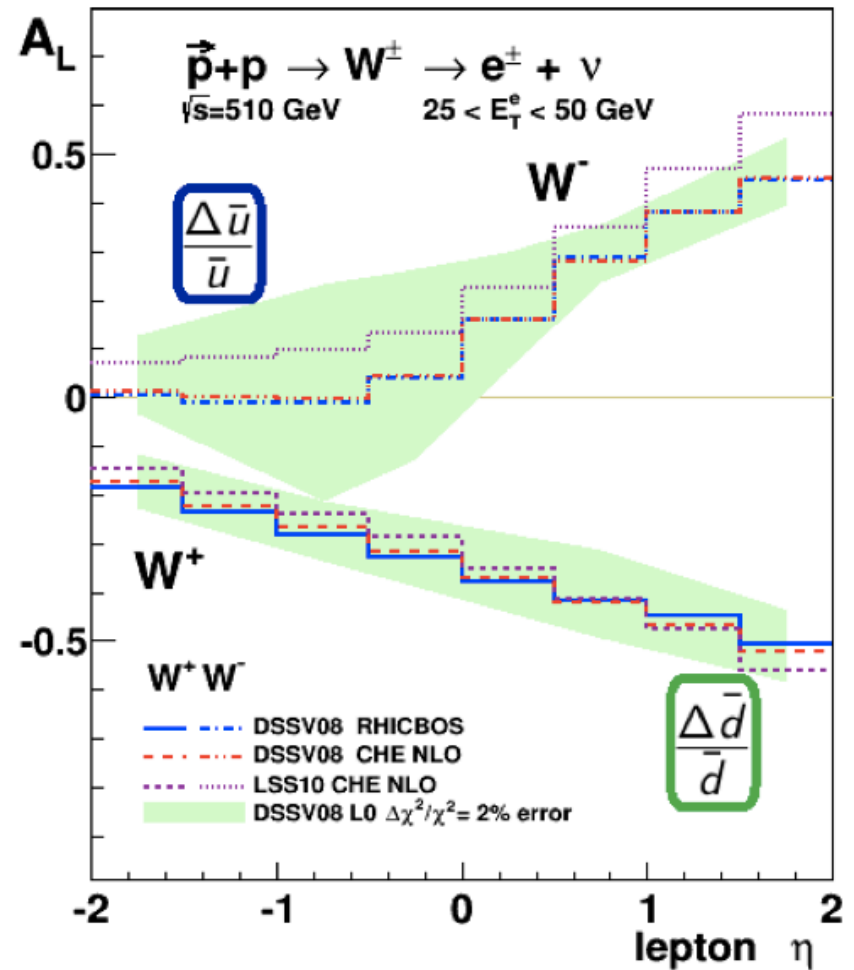 A_L
p⃗+p → W^± → e^± + ν
√s=510 GeV 25 < E_T^e < 50 GeV
0.5
W^-
Δū
ū
0
W^+
-0.5
W^+ W^-
DSSV08 RHICBOS
DSSV08 CHE NLO
LSS10 CHE NLO
DSSV08 L0 Δχ²/χ²= 2% error
Δd̄
d̄
-2 -1 0 1 2
lepton η